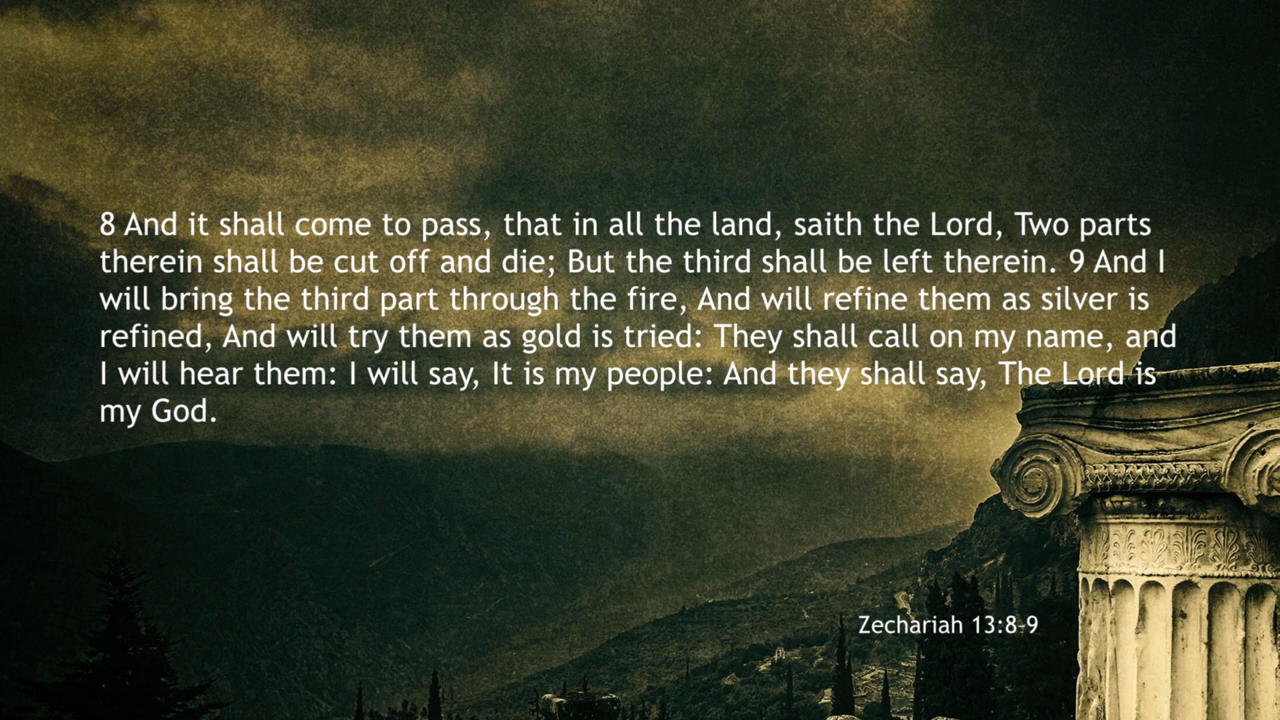 8 And it shall come to pass, that in all the land, saith the Lord, Two parts
therein shall be cut off and die; But the third shall be left therein. 9 And I
will bring the third part through the fire, And will refine them as silver is
refined, And will try them as gold is tried: They shall call on my name, and
I will hear them: I will say, It is my people: And they shall say, The Lord is
my God.
Zechariah 13:8-9